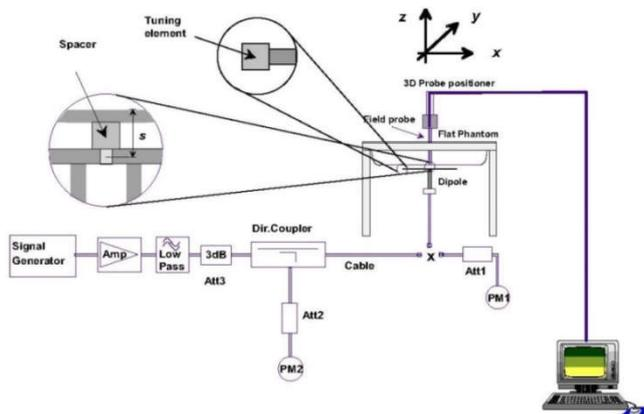 Tuning
element
Spacer
s
z
y
x
3D Probe positioner
Field probe
Flat Phantom
Dipole
Signal
Generator
Amp
Low
Pass
3dB
Att3
Dir.Coupler
Cable
x
Att1
PM1
Att2
PM2